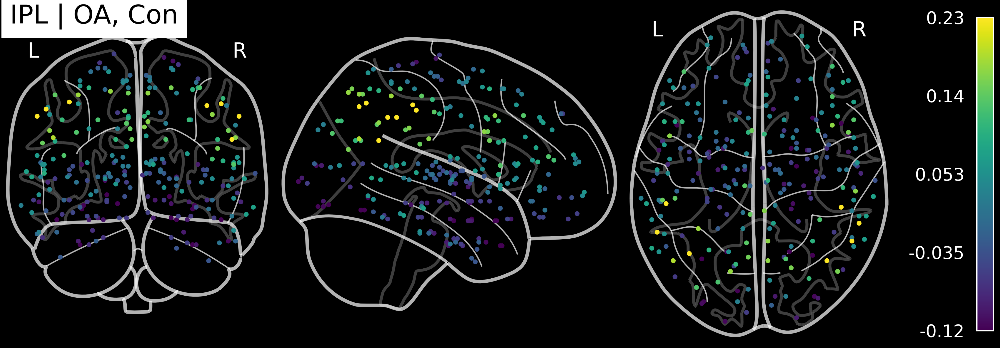 IPL | OA, Con
L
R
L
R
0.23
0.14
0.053
-0.035
-0.12